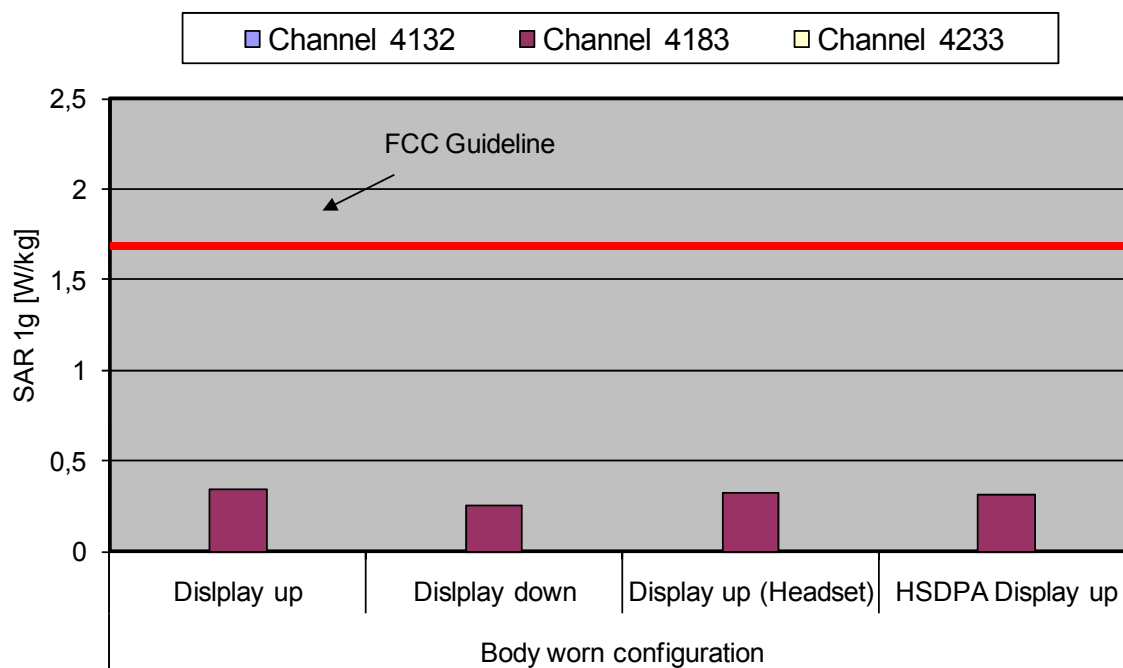 Channel 4132 Channel 4183 Channel 4233
2,5
FCC Guideline
2
1,5
1
0,5
0
SAR 1g [W/kg]
Dislplay up Dislplay down Display up (Headset) HSDPA Display up
Body worn configuration